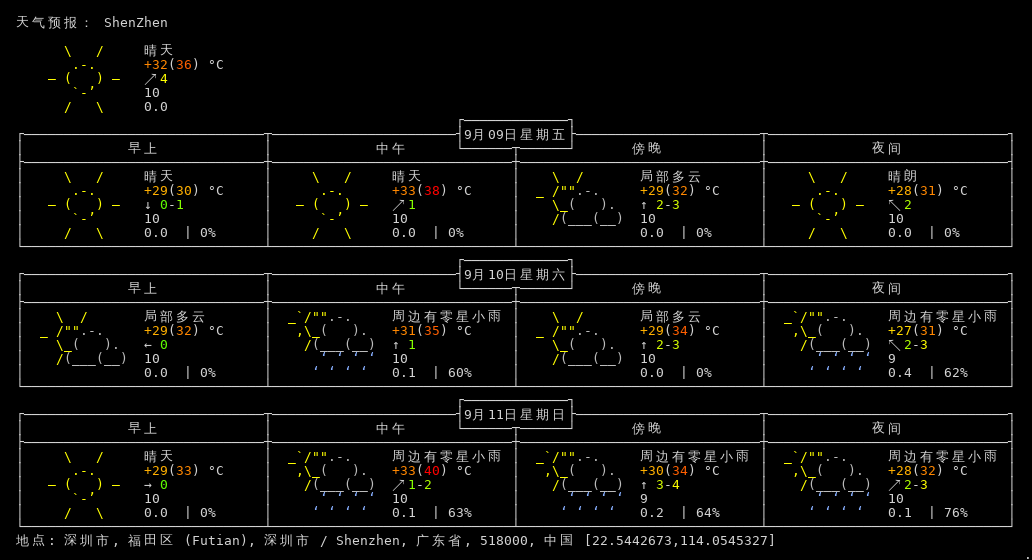 天气预报： ShenZhen
晴天
+32(36) °C
↗4
10
0.0
9月09日星期五
早上 中午 傍晚 夜间
晴天 晴天 局部多云 晴朗
+29(30) °C +33(38) °C +29(32) °C +28(31) °C
↓ 0-1 ↗1 ↑ 2-3 ↖2
10 10 10 10
0.0 | 0% 0.0 | 0% 0.0 | 0% 0.0 | 0%
9月10日星期六
早上 中午 傍晚 夜间
局部多云 周边有零星小雨 局部多云 周边有零星小雨
+29(32) °C +31(35) °C +29(34) °C +27(31) °C
← 0 ↑ 1 ↑ 2-3 ↖2-3
10 10 10 9
0.0 | 0% 0.1 | 60% 0.0 | 0% 0.4 | 62%
9月11日星期日
早上 中午 傍晚 夜间
晴天 周边有零星小雨 周边有零星小雨 周边有零星小雨
+29(33) °C +33(40) °C +30(34) °C +28(32) °C
→ 0 ↗1-2 ↑ 3-4 ↗2-3
10 10 9 10
0.0 | 0% 0.1 | 63% 0.2 | 64% 0.1 | 76%
地点: 深圳市, 福田区 (Futian), 深圳市 / Shenzhen, 广东省, 518000, 中国 [22.5442673,114.0545327]